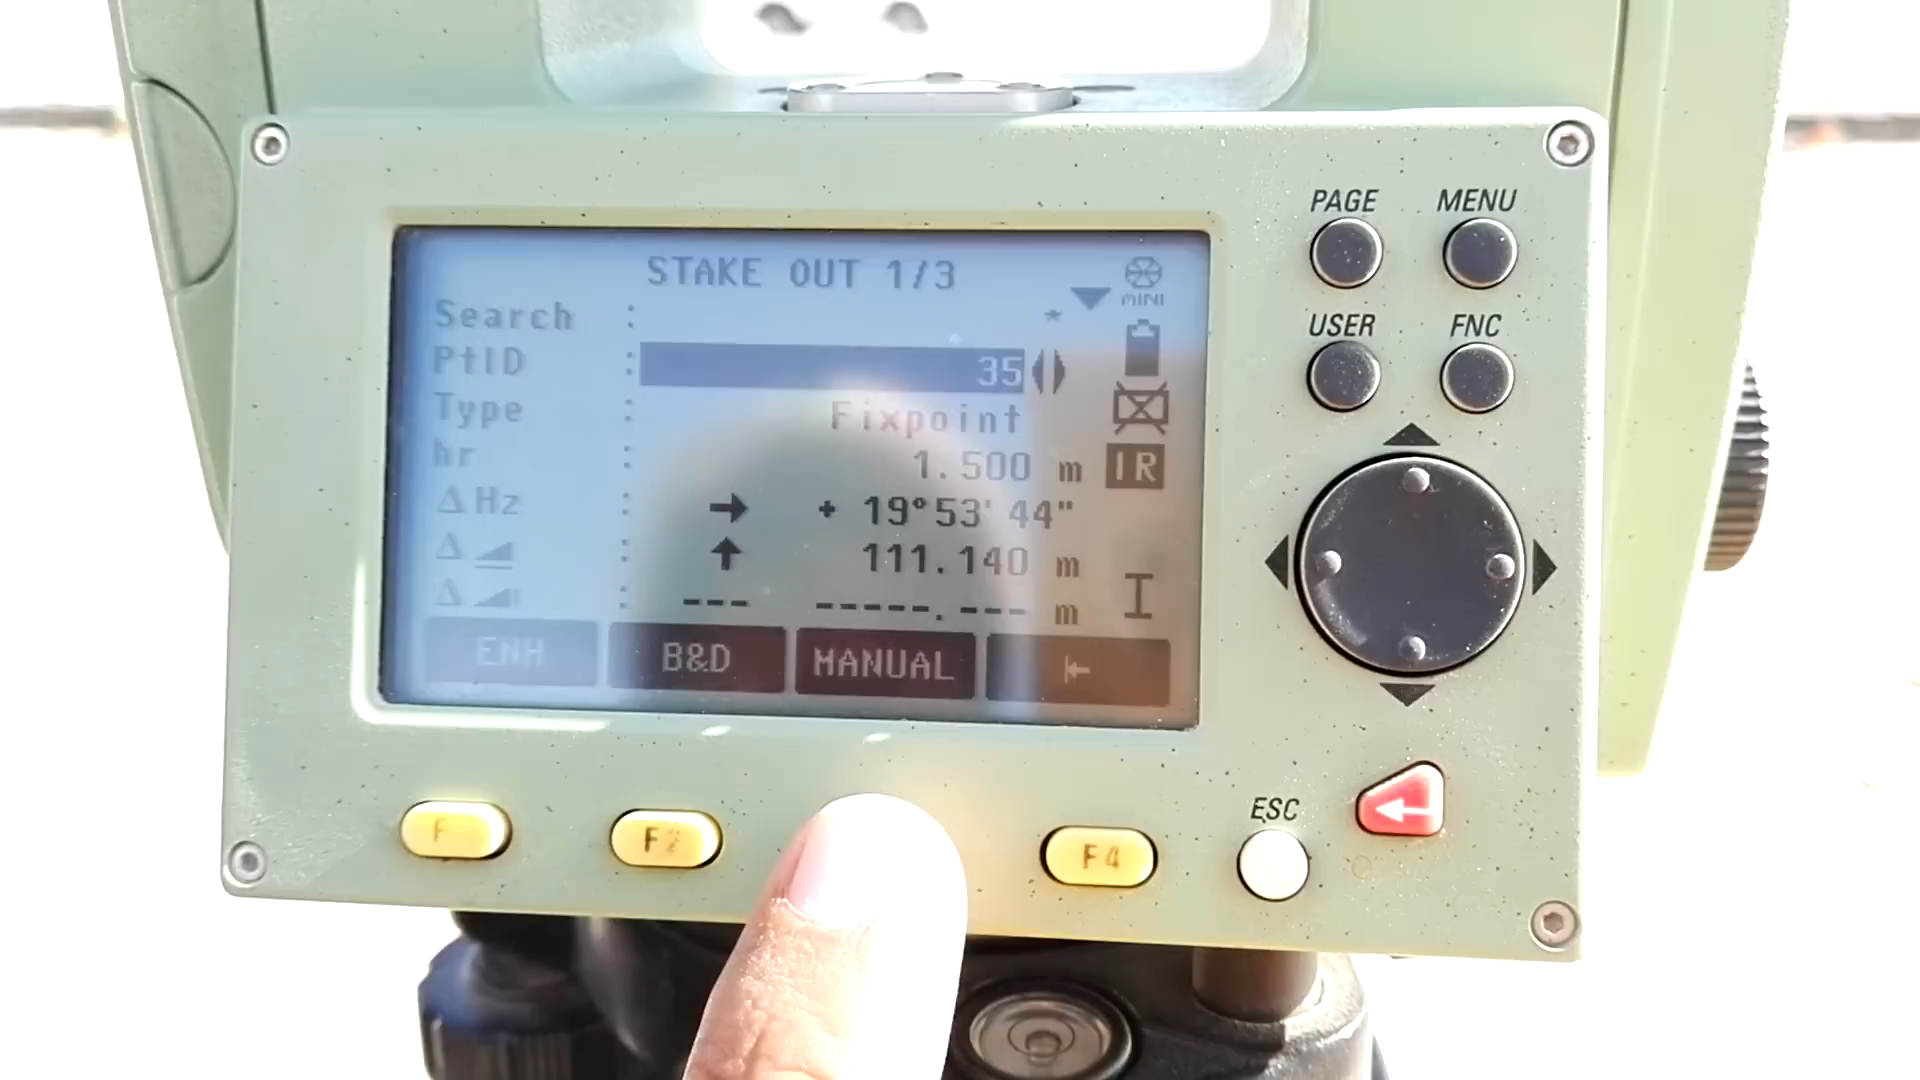 STAKE OUT 1/3
MINI
Search : *
PtID : 35
Type : Fixpoint
hr : 1.500 m
IR
Δ Hz : → + 19°53'44"
Δ : ↑ 111.140 m
Δ : --- -----.--- m
I
ENH B&D MANUAL
PAGE MENU
USER FNC
F F2 F4
ESC